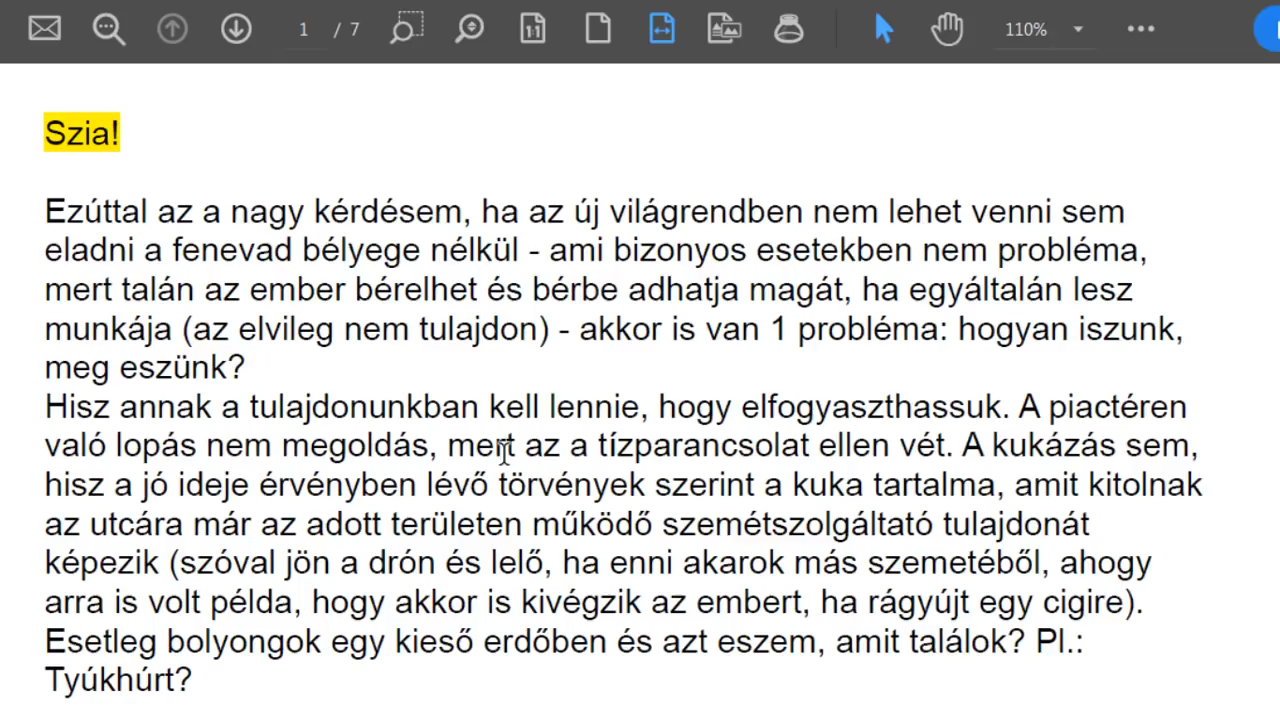 1 / 7 1:1 110%
Szia!
Ezúttal az a nagy kérdésem, ha az új világrendben nem lehet venni sem
eladni a fenevad bélyege nélkül - ami bizonyos esetekben nem probléma,
mert talán az ember bérelhet és bérbe adhatja magát, ha egyáltalán lesz
munkája (az elvileg nem tulajdon) - akkor is van 1 probléma: hogyan iszunk,
meg eszünk?
Hisz annak a tulajdonunkban kell lennie, hogy elfogyaszthassuk. A piactéren
való lopás nem megoldás, mert az a tízparancsolat ellen vét. A kukázás sem,
hisz a jó ideje érvényben lévő törvények szerint a kuka tartalma, amit kitolnak
az utcára már az adott területen működő szemétszolgáltató tulajdonát
képezik (szóval jön a drón és lelő, ha enni akarok más szemetéből, ahogy
arra is volt példa, hogy akkor is kivégzik az embert, ha rágyújt egy cigire).
Esetleg bolyongok egy kieső erdőben és azt eszem, amit találok? Pl.:
Tyúkhúrt?